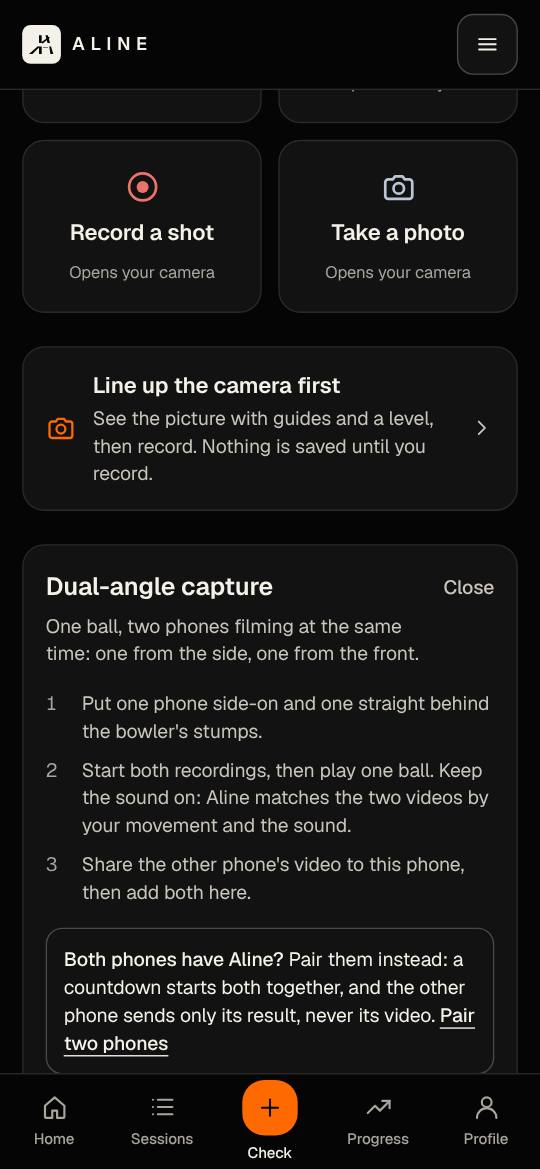 ALINE
Record a shot
Opens your camera
Take a photo
Opens your camera
Line up the camera first
See the picture with guides and a level,
then record. Nothing is saved until you
record.
Dual-angle capture
Close
One ball, two phones filming at the same
time: one from the side, one from the front.
1 Put one phone side-on and one straight behind
the bowler's stumps.
2 Start both recordings, then play one ball. Keep
the sound on: Aline matches the two videos by
your movement and the sound.
3 Share the other phone's video to this phone,
then add both here.
Both phones have Aline? Pair them instead: a
countdown starts both together, and the other
phone sends only its result, never its video. Pair
two phones
Home
Sessions
Check
Progress
Profile